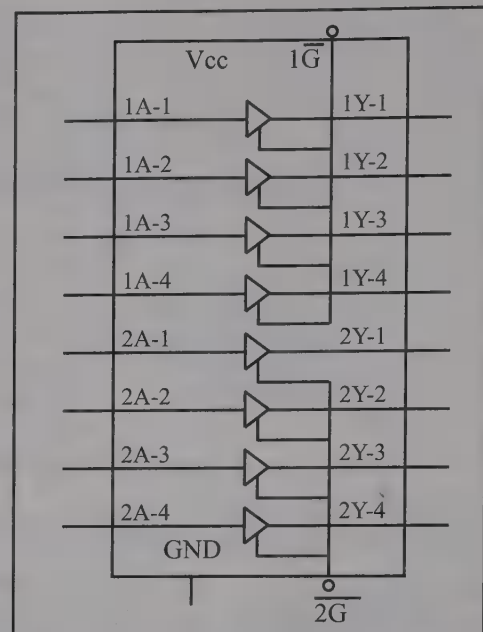 Vcc 1G̅
1A-1 1Y-1
1A-2 1Y-2
1A-3 1Y-3
1A-4 1Y-4
2A-1 2Y-1
2A-2 2Y-2
2A-3 2Y-3
2A-4 2Y-4
GND
2̅G̅